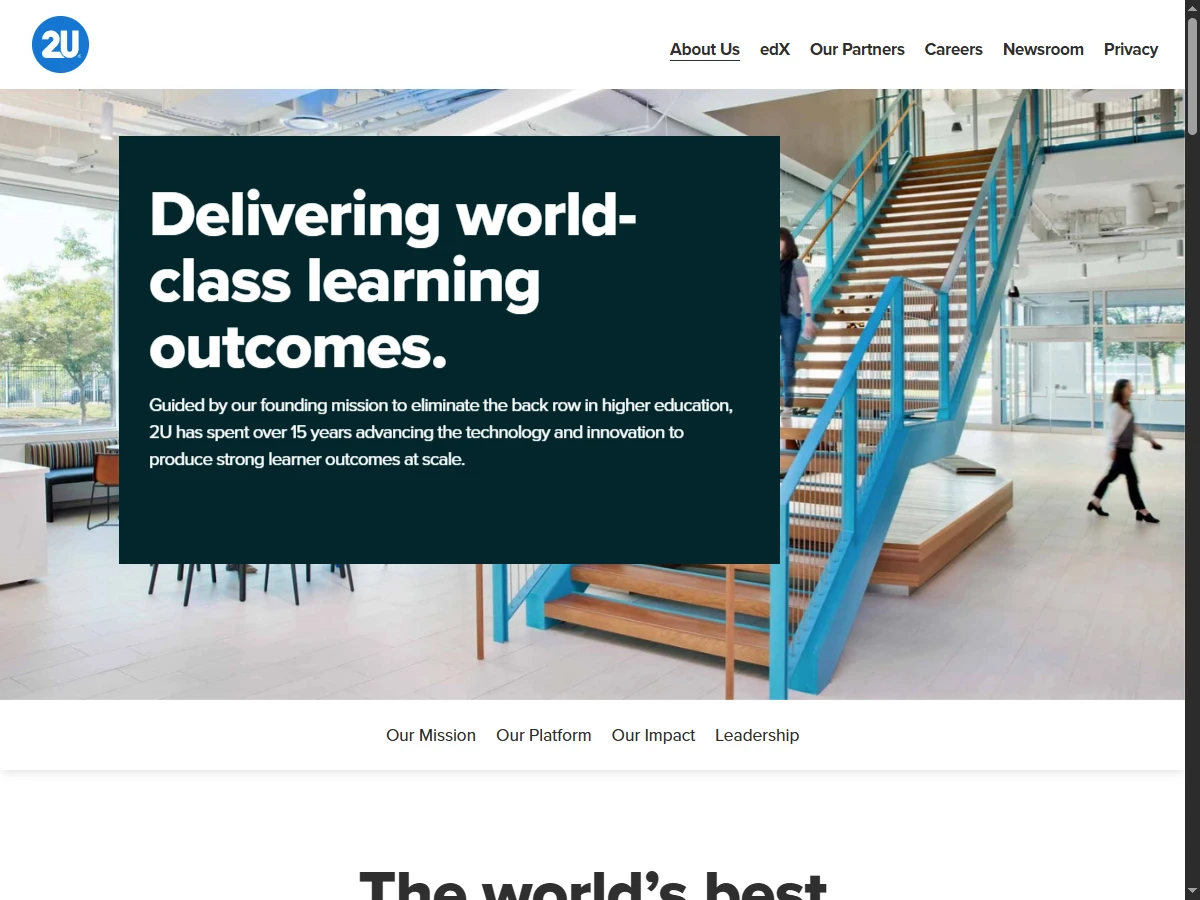 2U
About Us edX Our Partners Careers Newsroom Privacy
Delivering world-
class learning
outcomes.
Guided by our founding mission to eliminate the back row in higher education,
2U has spent over 15 years advancing the technology and innovation to
produce strong learner outcomes at scale.
Our Mission Our Platform Our Impact Leadership
The world’s best